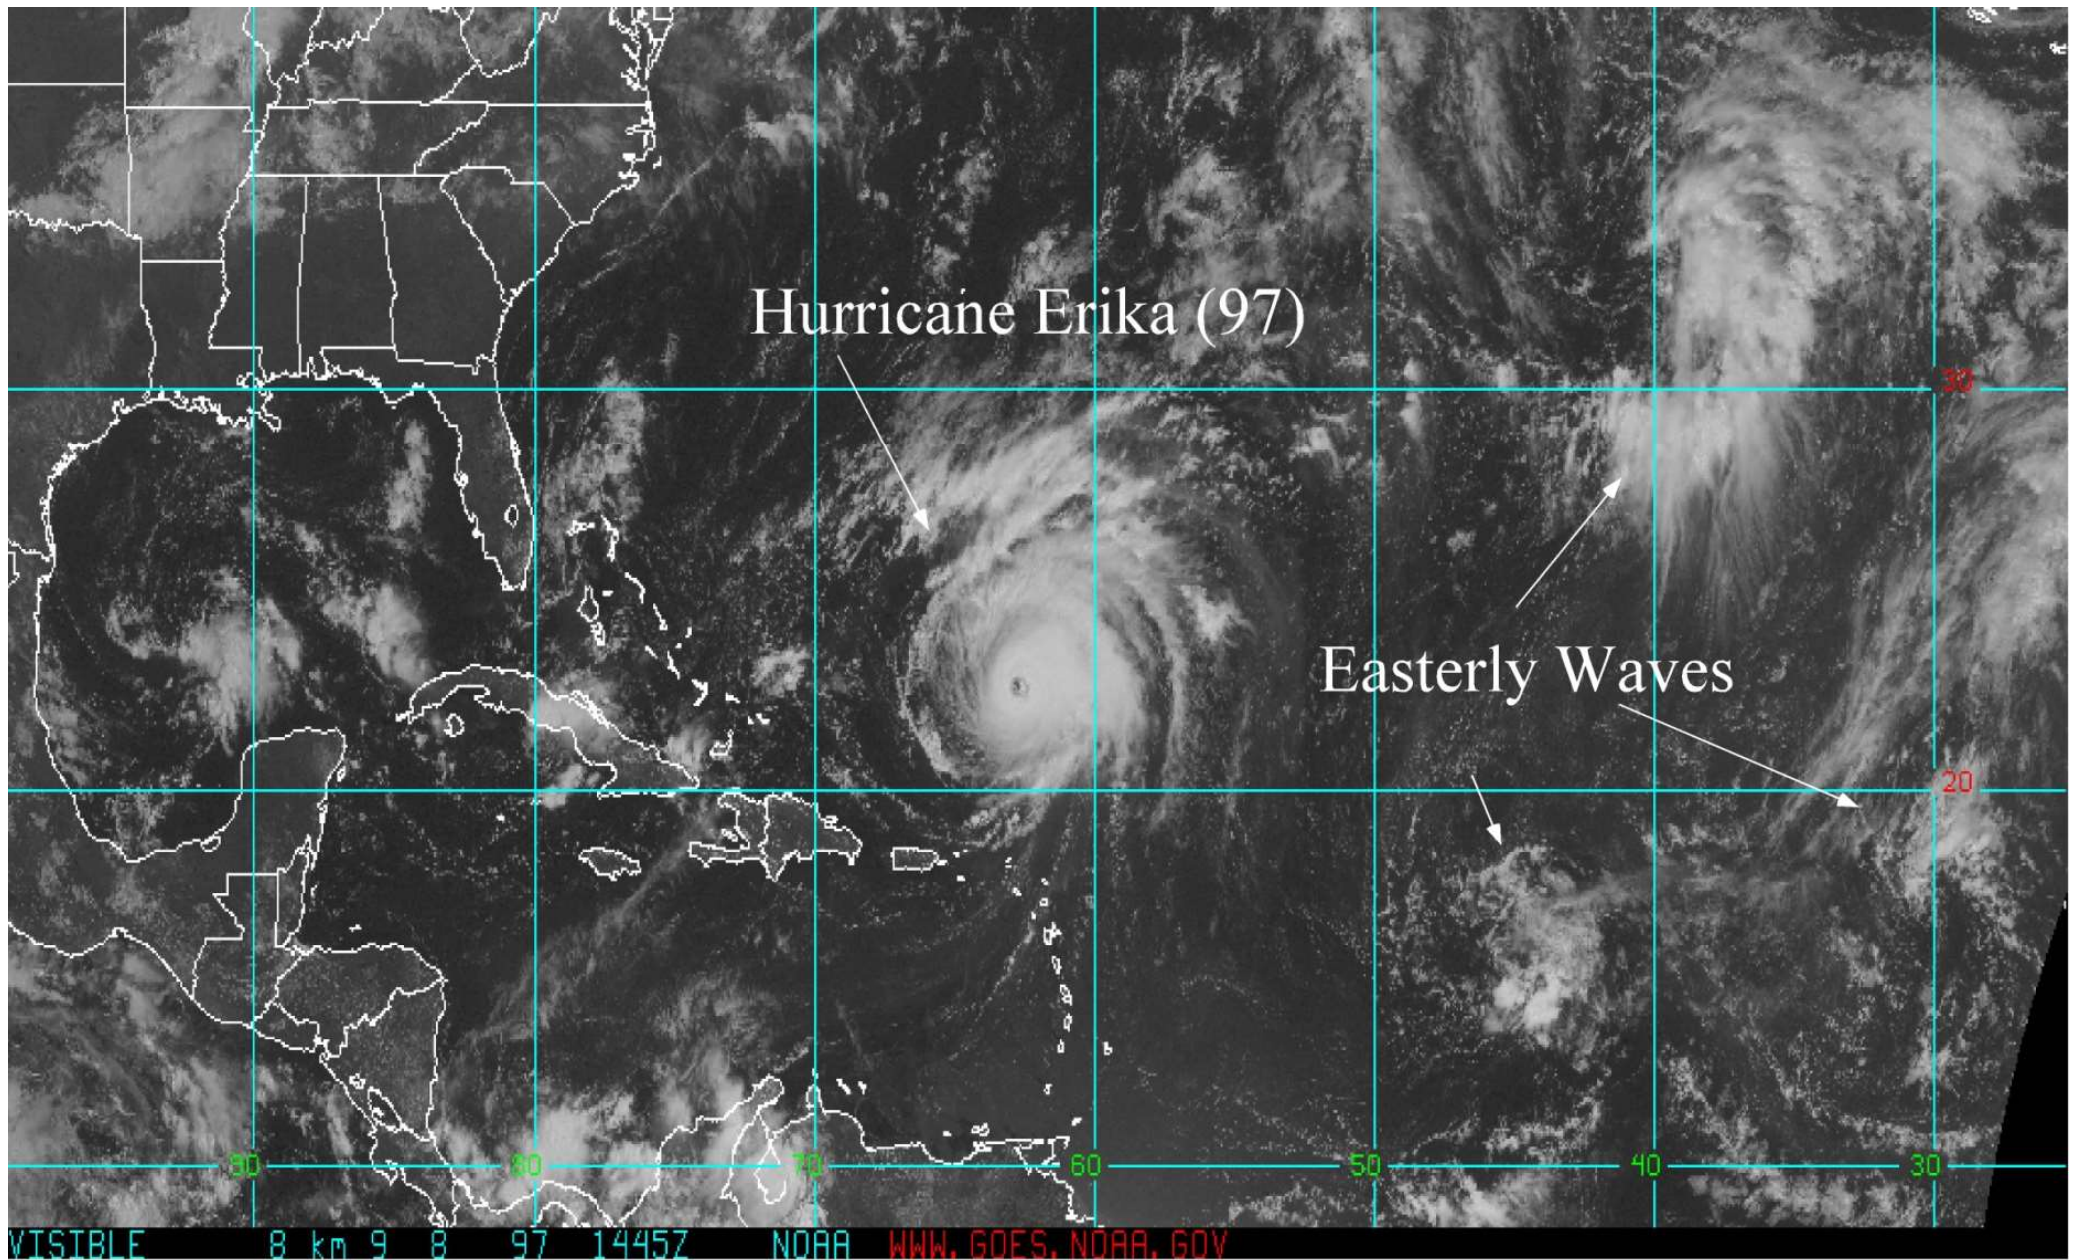 Hurricane Erika (97)
30
Easterly Waves
20
90 80 70 60 50 40 30
VISIBLE 8 km 9 8 97 1445Z NOAA WWW.GOES.NOAA.GOV